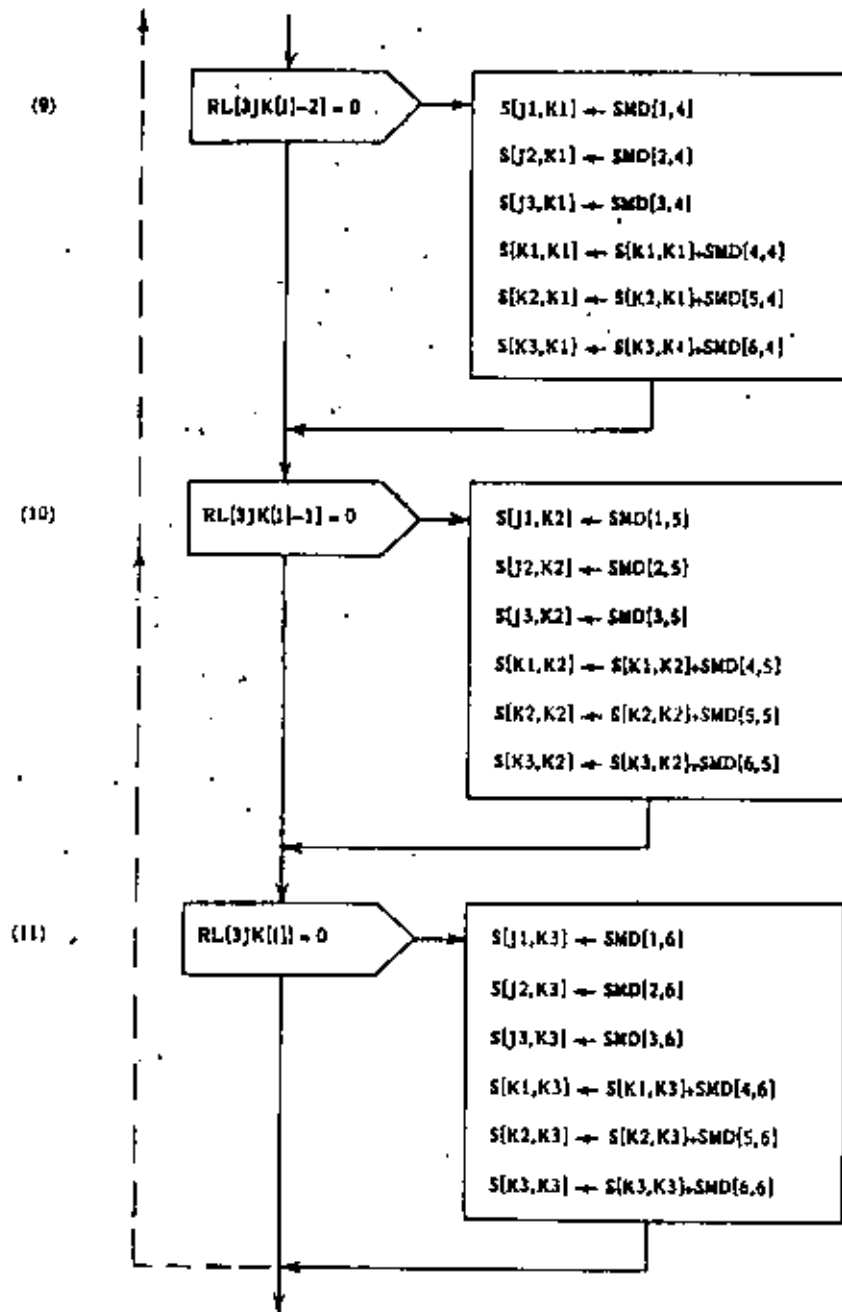 (9)
RL[3JK[I]-2] = 0
S[J1,K1] ← SMD[1,4]
S[J2,K1] ← SMD[2,4]
S[J3,K1] ← SMD[3,4]
S[K1,K1] ← S[K1,K1]+SMD[4,4]
S[K2,K1] ← S[K2,K1]+SMD[5,4]
S[K3,K1] ← S[K3,K1]+SMD[6,4]
(10)
RL[3JK[I]-1] = 0
S[J1,K2] ← SMD[1,5]
S[J2,K2] ← SMD[2,5]
S[J3,K2] ← SMD[3,5]
S[K1,K2] ← S[K1,K2]+SMD[4,5]
S[K2,K2] ← S[K2,K2]+SMD[5,5]
S[K3,K2] ← S[K3,K2]+SMD[6,5]
(11)
RL[3JK[I]] = 0
S[J1,K3] ← SMD[1,6]
S[J2,K3] ← SMD[2,6]
S[J3,K3] ← SMD[3,6]
S[K1,K3] ← S[K1,K3]+SMD[4,6]
S[K2,K3] ← S[K2,K3]+SMD[5,6]
S[K3,K3] ← S[K3,K3]+SMD[6,6]